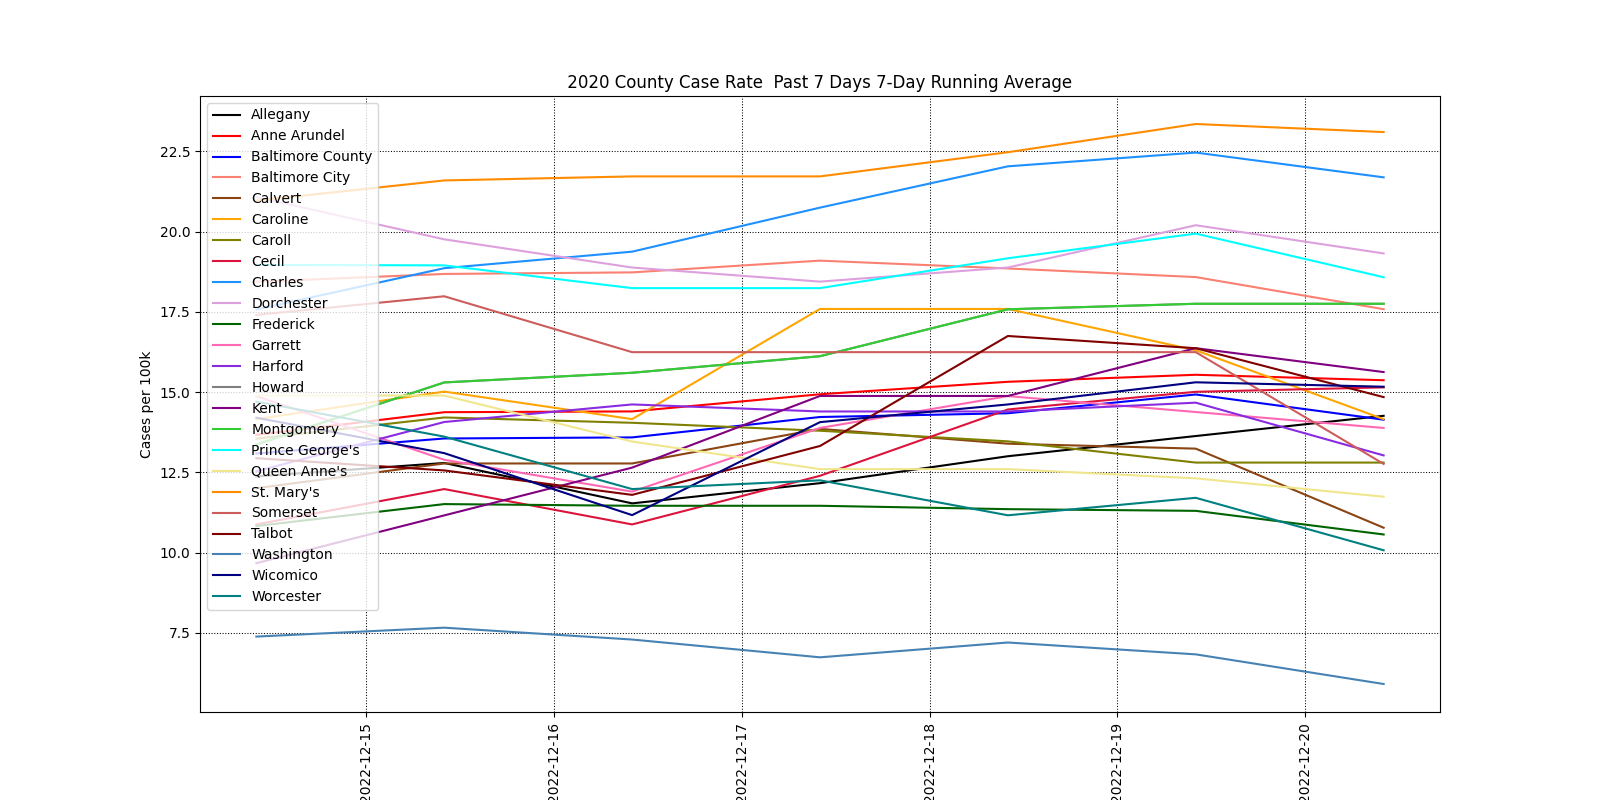 2020 County Case Rate  Past 7 Days 7-Day Running Average
Cases per 100k
22.5
20.0
17.5
15.0
12.5
10.0
7.5
Allegany
Anne Arundel
Baltimore County
Baltimore City
Calvert
Caroline
Caroll
Cecil
Charles
Dorchester
Frederick
Garrett
Harford
Howard
Kent
Montgomery
Prince George's
Queen Anne's
St. Mary's
Somerset
Talbot
Washington
Wicomico
Worcester
2022-12-15
2022-12-16
2022-12-17
2022-12-18
2022-12-19
2022-12-20